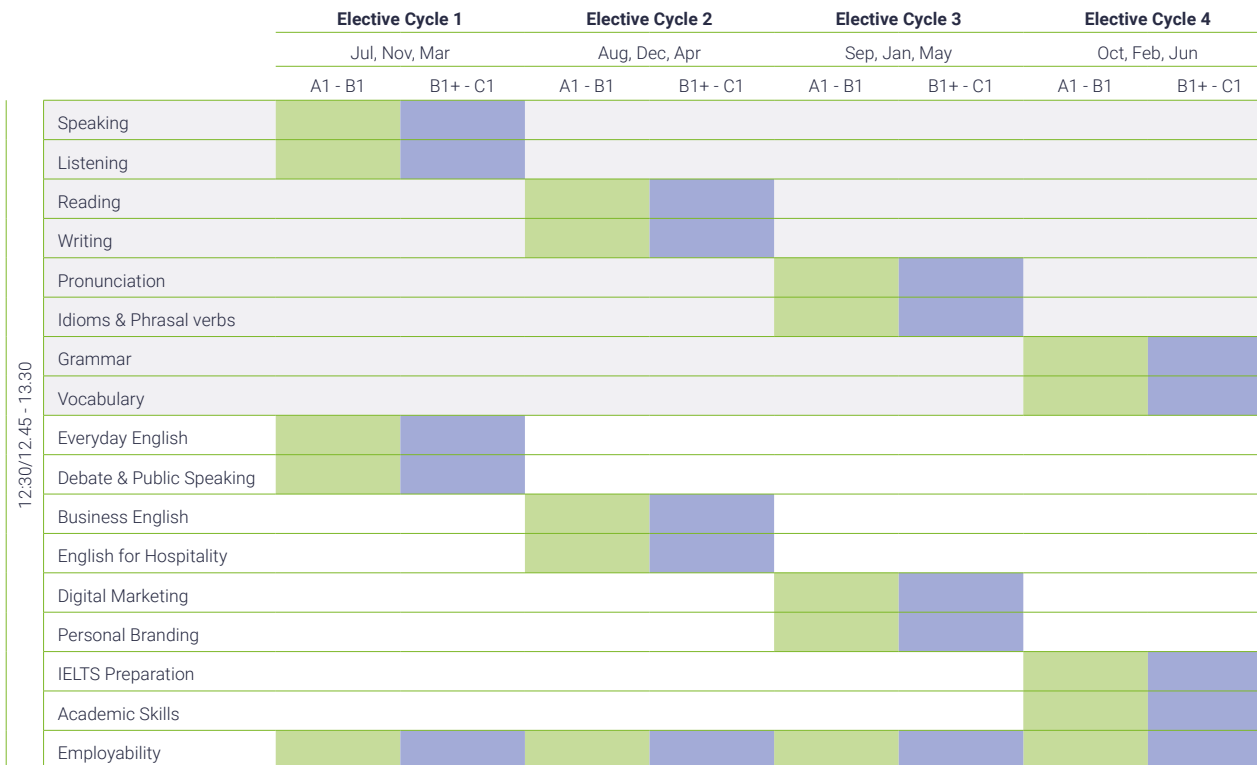 Elective Cycle 1 Elective Cycle 2 Elective Cycle 3 Elective Cycle 4
Jul, Nov, Mar Aug, Dec, Apr Sep, Jan, May Oct, Feb, Jun
A1 - B1 B1+ - C1 A1 - B1 B1+ - C1 A1 - B1 B1+ - C1 A1 - B1 B1+ - C1
12:30/12.45 - 13.30
Speaking
Listening
Reading
Writing
Pronunciation
Idioms & Phrasal verbs
Grammar
Vocabulary
Everyday English
Debate & Public Speaking
Business English
English for Hospitality
Digital Marketing
Personal Branding
IELTS Preparation
Academic Skills
Employability